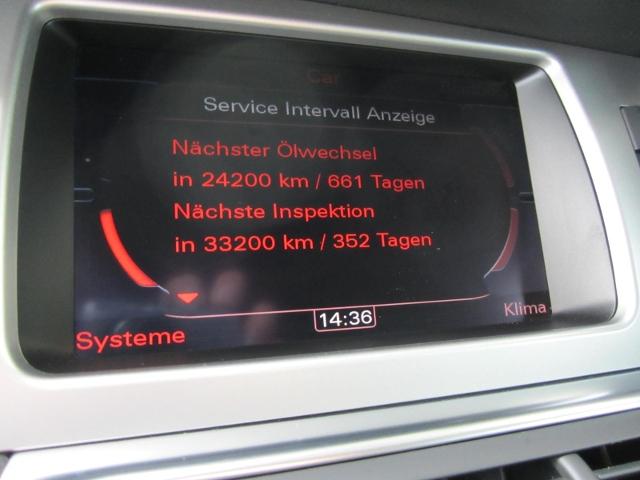 Car
Service Intervall Anzeige
Nächster Ölwechsel
in 24200 km / 661 Tagen
Nächste Inspektion
in 33200 km / 352 Tagen
14:36
Klima
Systeme